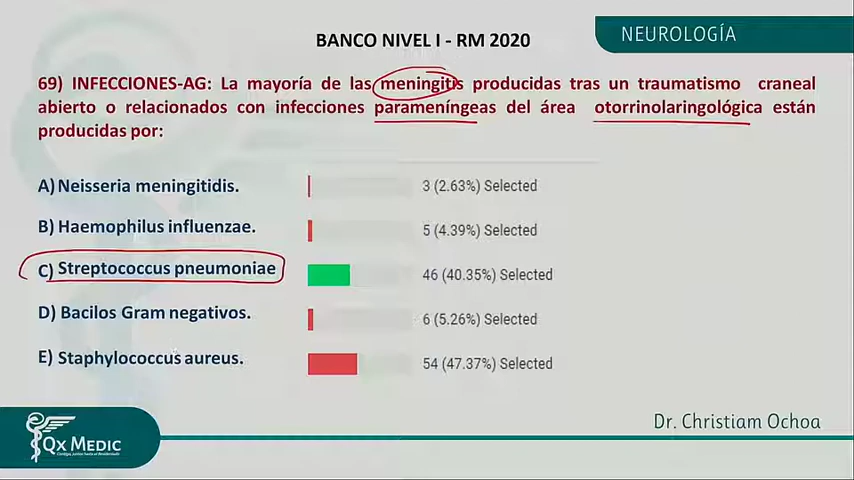 BANCO NIVEL I - RM 2020
NEUROLOGÍA
69) INFECCIONES-AG: La mayoría de las meningitis producidas tras un traumatismo craneal
abierto o relacionados con infecciones parameníngeas del área otorrinolaringológica están
producidas por:
A) Neisseria meningitidis.
3 (2.63%) Selected
B) Haemophilus influenzae.
5 (4.39%) Selected
C) Streptococcus pneumoniae
46 (40.35%) Selected
D) Bacilos Gram negativos.
6 (5.26%) Selected
E) Staphylococcus aureus.
54 (47.37%) Selected
Dr. Christiam Ochoa
QX MEDIC